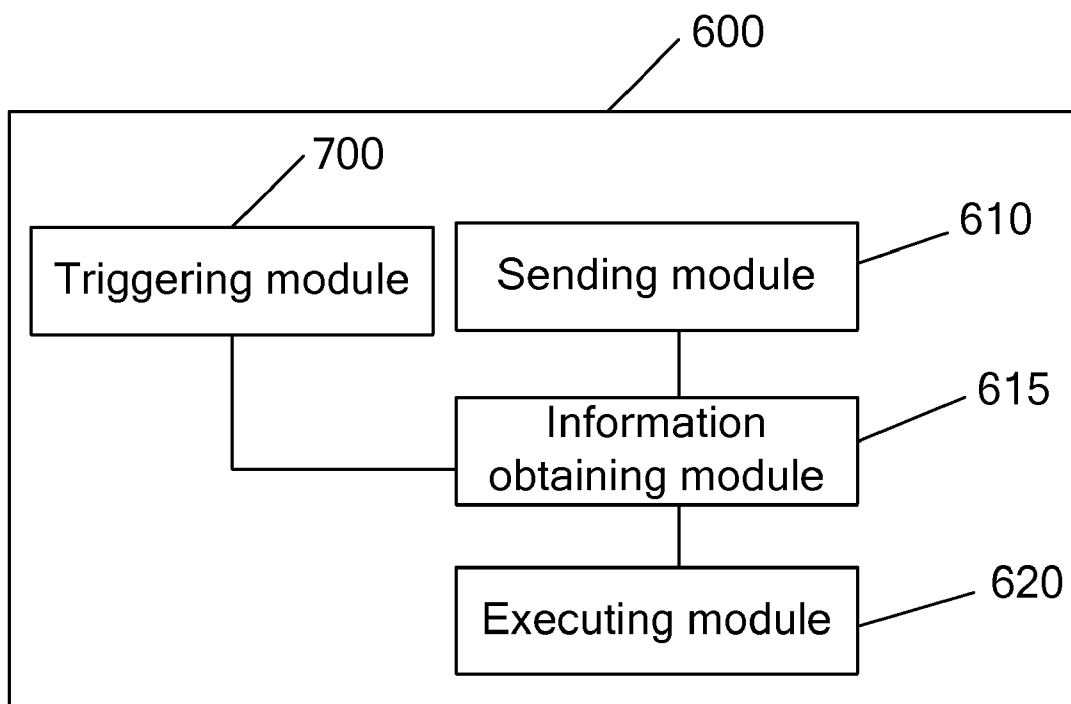 600
700
Triggering module
610
Sending module
615
Information
obtaining module
620
Executing module